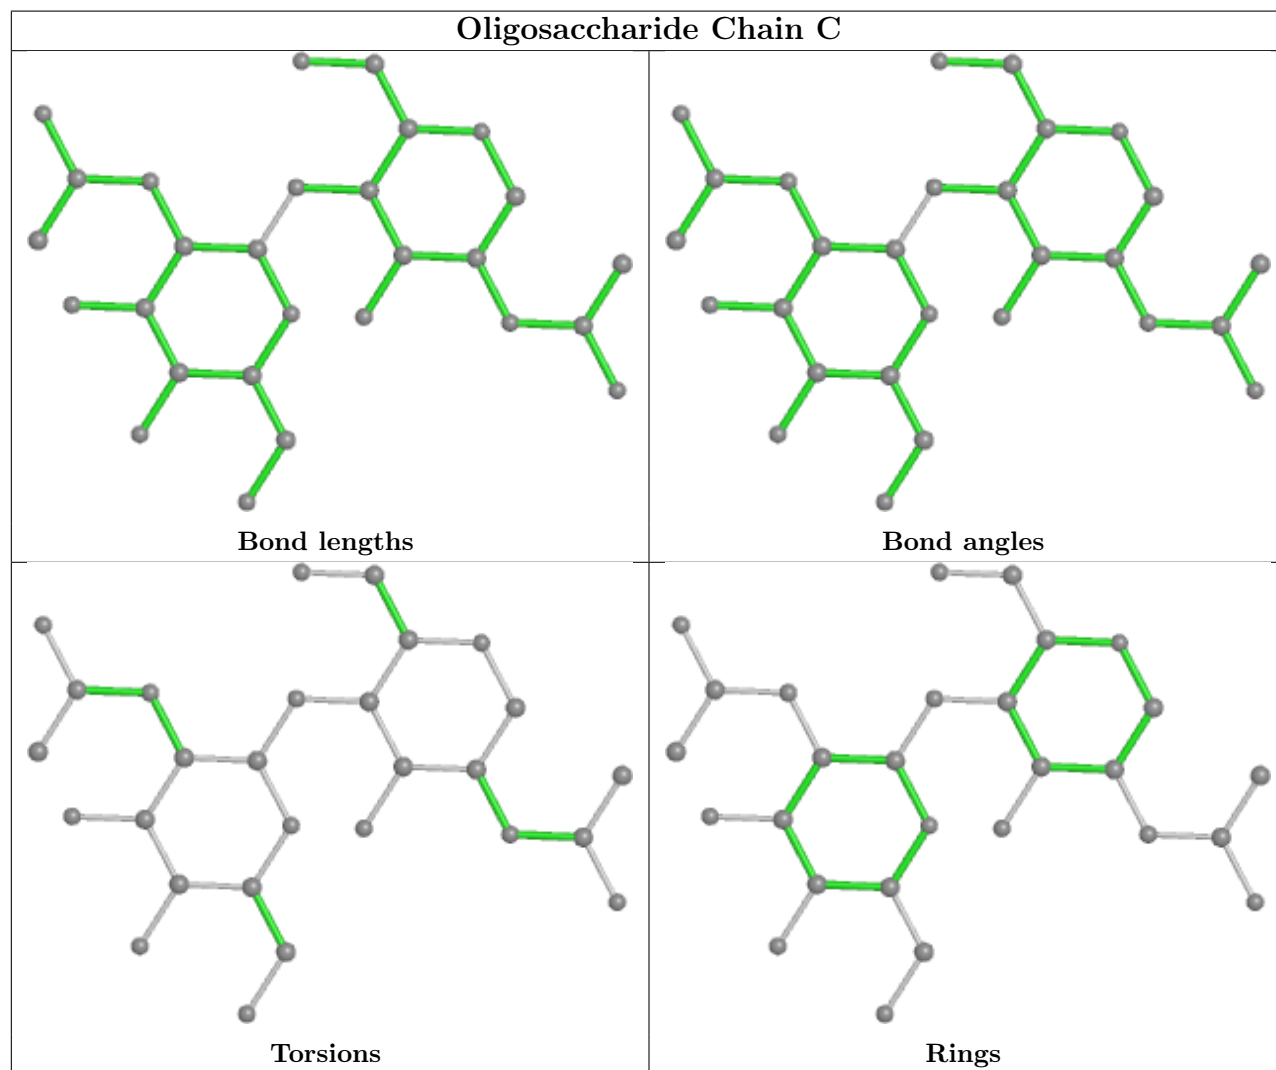 Oligosaccharide Chain C
Bond lengths
Bond angles
Torsions
Rings